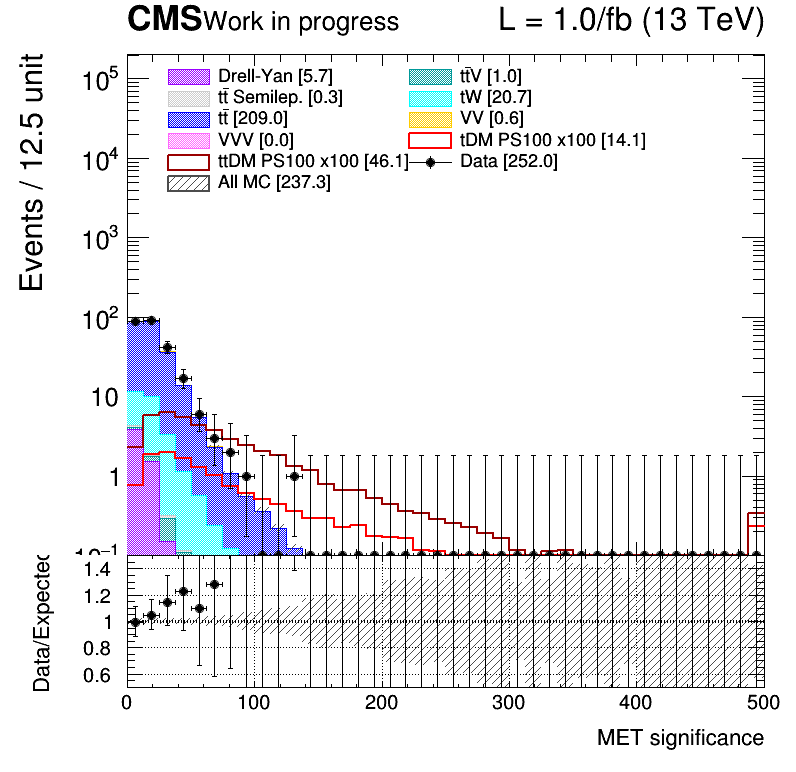 CMS Work in progress L = 1.0/fb (13 TeV)
Drell-Yan [5.7] tt̄V [1.0]
tt̄ Semilep. [0.3] tW [20.7]
tt̄ [209.0] VV [0.6]
VVV [0.0] tDM PS100 x100 [14.1]
ttDM PS100 x100 [46.1] Data [252.0]
All MC [237.3]
Events / 12.5 unit
10⁵
10⁴
10³
10²
10
1
10⁻¹
Data/Expected
1.4
1.2
1
0.8
0.6
0 100 200 300 400 500
MET significance